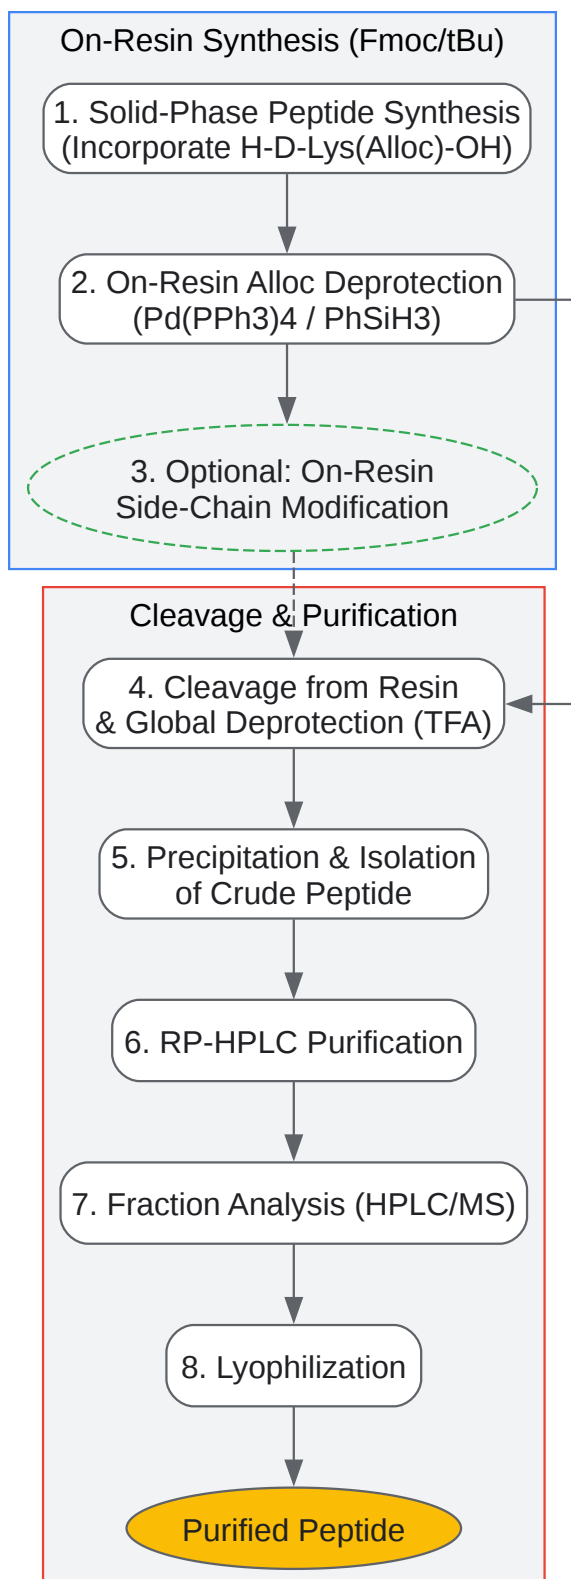 On-Resin Synthesis (Fmoc/tBu)
1. Solid-Phase Peptide Synthesis
(Incorporate H-D-Lys(Alloc)-OH)
2. On-Resin Alloc Deprotection
(Pd(PPh3)4 / PhSiH3)
3. Optional: On-Resin
Side-Chain Modification
Cleavage & Purification
4. Cleavage from Resin
& Global Deprotection (TFA)
5. Precipitation & Isolation
of Crude Peptide
6. RP-HPLC Purification
7. Fraction Analysis (HPLC/MS)
8. Lyophilization
Purified Peptide